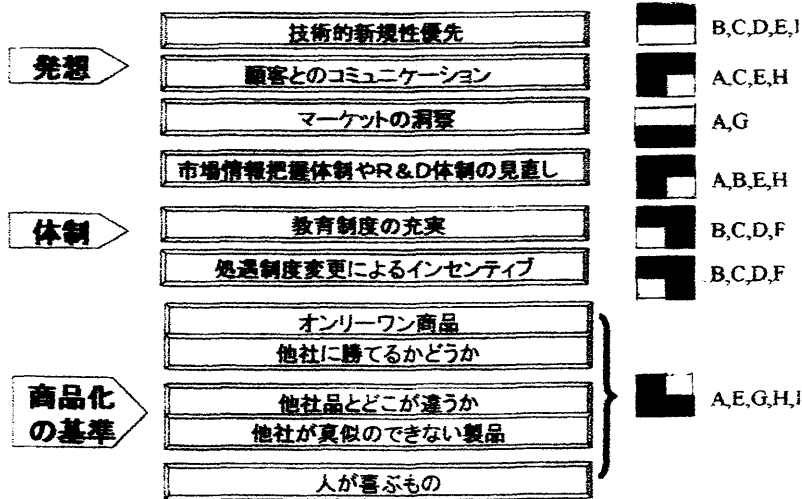 発想
技術的新規性優先
B,C,D,E,I
顧客とのコミュニケーション
A,C,E,H
マーケットの洞察
A,G
市場情報把握体制やR&D体制の見直し
A,B,E,H
体制
教育制度の充実
B,C,D,F
処遇制度変更によるインセンティブ
B,C,D,F
商品化
の基準
オンリーワン商品
他社に勝てるかどうか
他社品とどこが違うか
他社が真似のできない製品
人が喜ぶもの
A,E,G,H,I